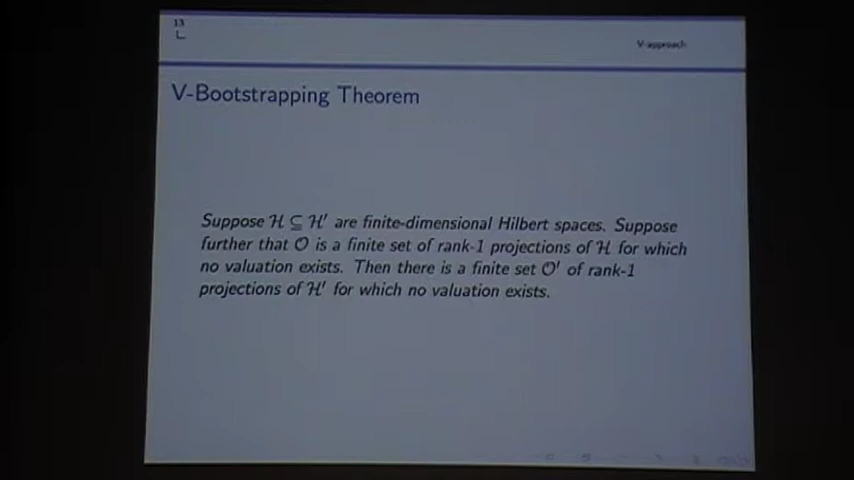 13
V-approach
V-Bootstrapping Theorem
Suppose ℋ ⊆ ℋ′ are finite-dimensional Hilbert spaces. Suppose
further that 𝒪 is a finite set of rank-1 projections of ℋ for which
no valuation exists. Then there is a finite set 𝒪′ of rank-1
projections of ℋ′ for which no valuation exists.